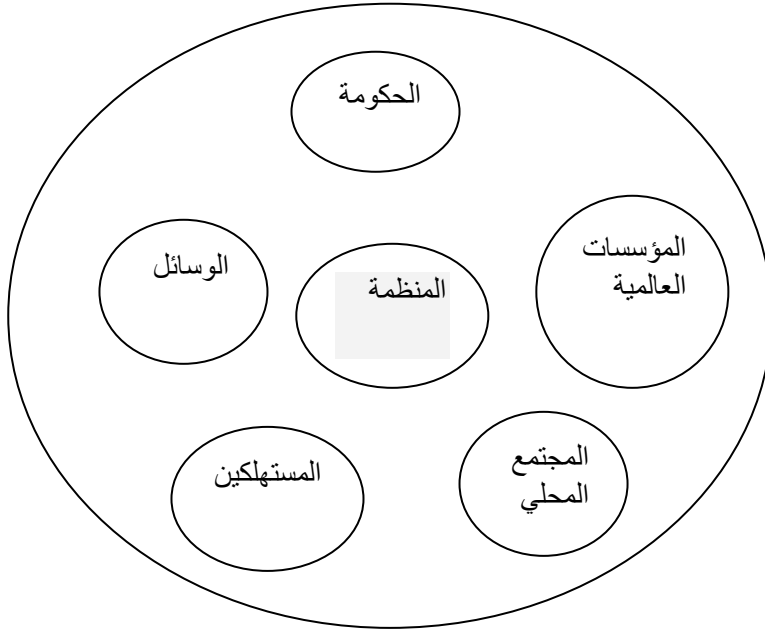 الحكومة
المؤسسات
العالمية
المنظمة
الوسائل
المجتمع
المحلي
المستهلكين